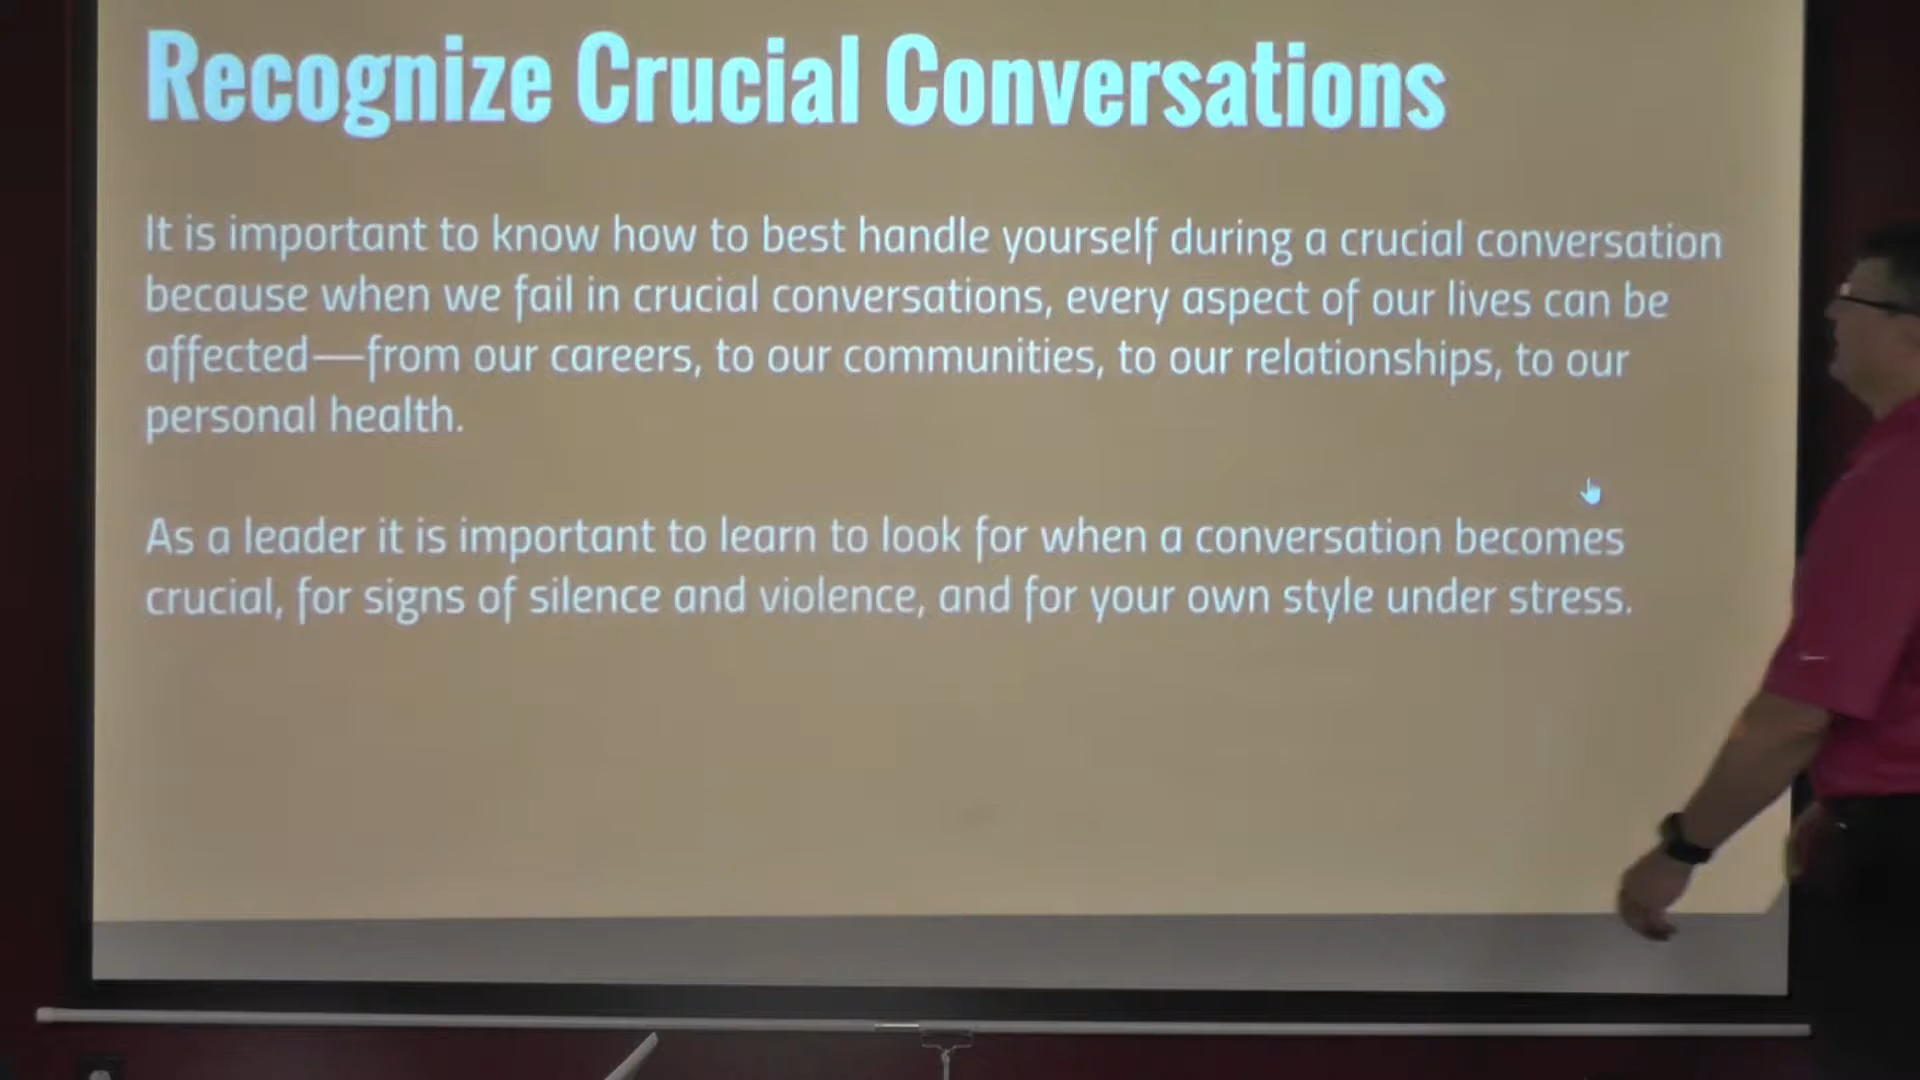 Recognize Crucial Conversations
It is important to know how to best handle yourself during a crucial conversation
because when we fail in crucial conversations, every aspect of our lives can be
affected—from our careers, to our communities, to our relationships, to our
personal health.
As a leader it is important to learn to look for when a conversation becomes
crucial, for signs of silence and violence, and for your own style under stress.